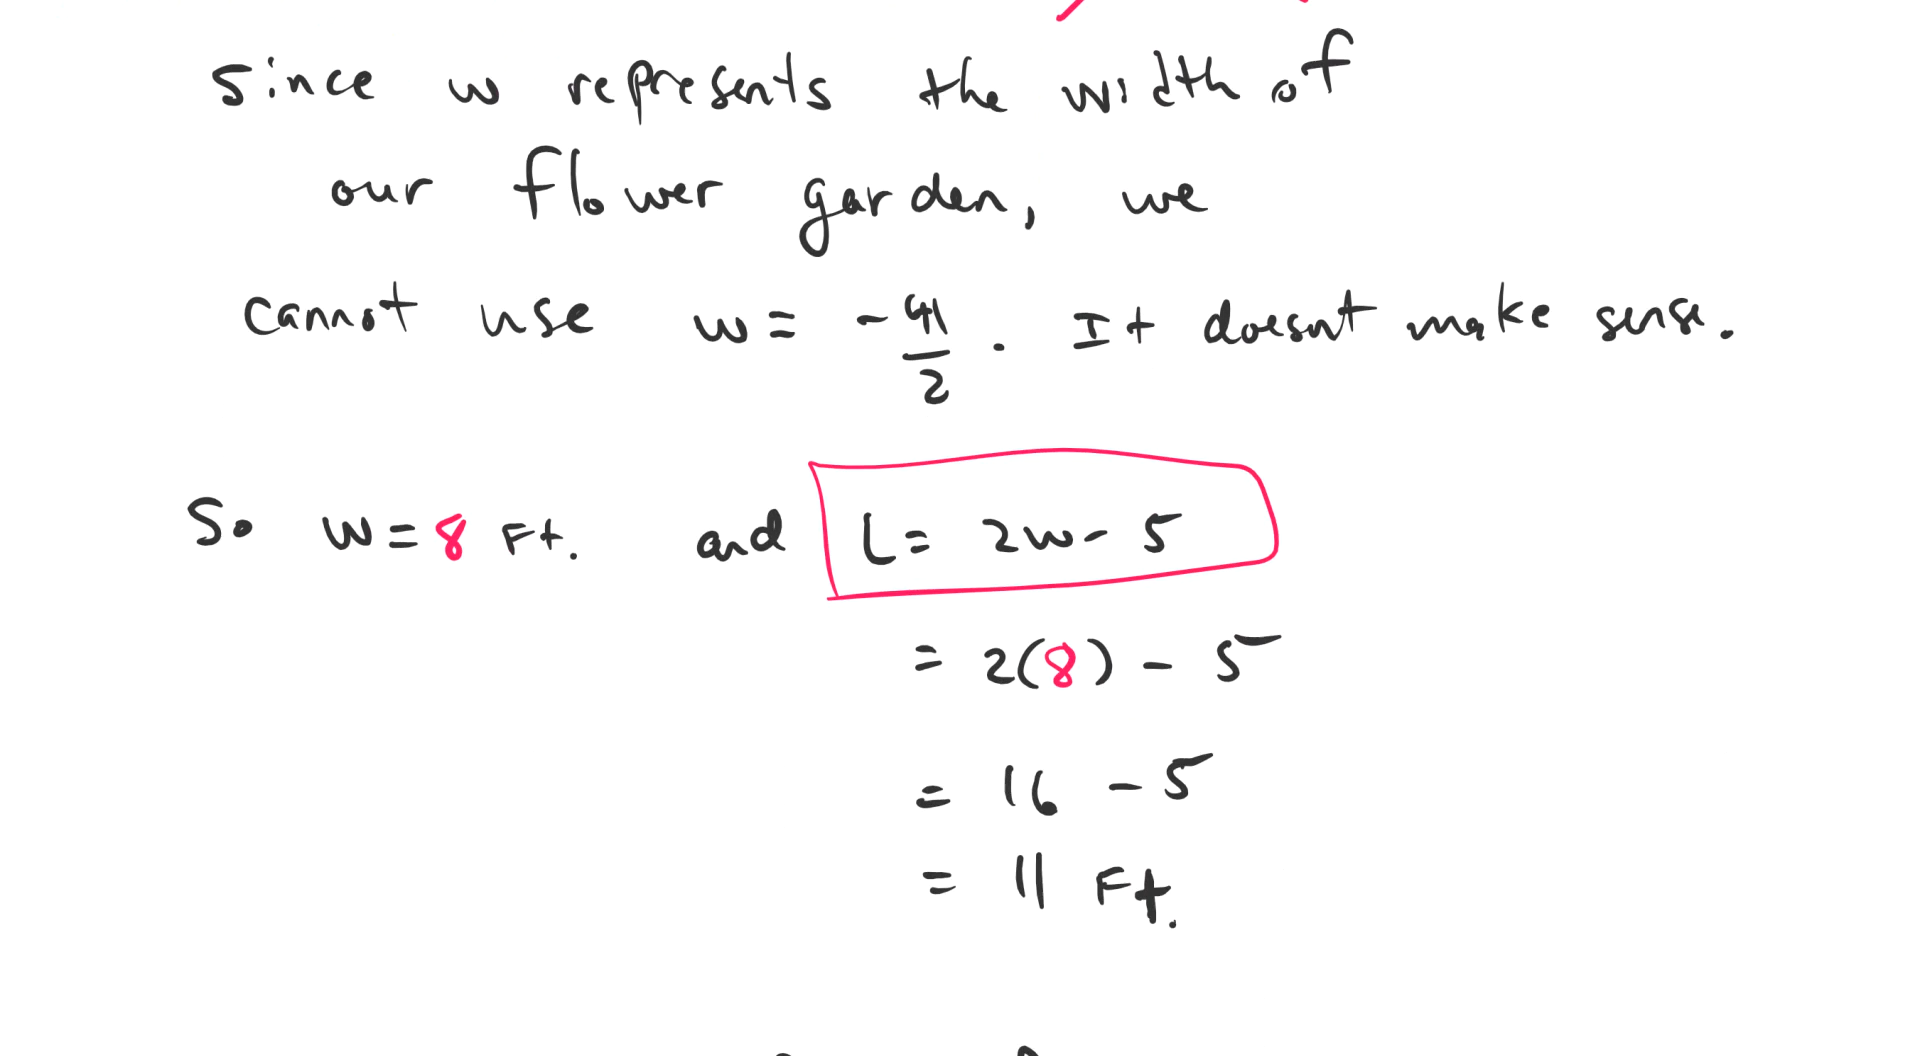 since w represents the width of
our flower garden, we
cannot use w = -41/2 . It doesnt make sense.
So w = 8 Ft. and L = 2w - 5
= 2(8) - 5
= 16 - 5
= 11 Ft.